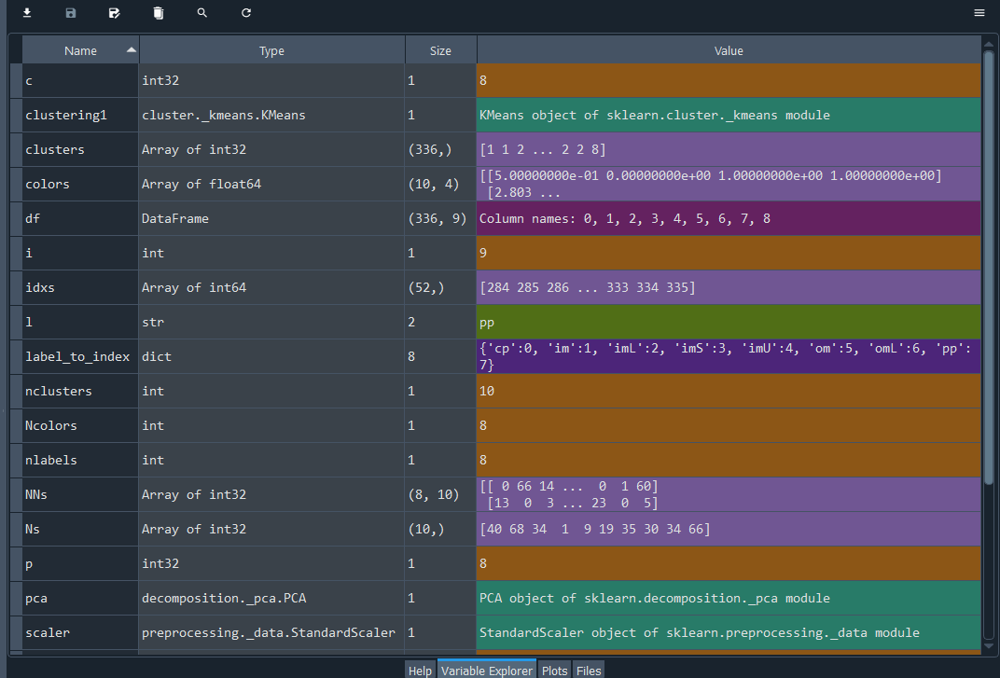 Name Type Size Value
c int32 1 8
clustering1 cluster._kmeans.KMeans 1 KMeans object of sklearn.cluster._kmeans module
clusters Array of int32 (336,) [1 1 2 ... 2 2 8]
colors Array of float64 (10, 4) [[5.00000000e-01 0.00000000e+00 1.00000000e+00 1.00000000e+00]
[2.803 ...
df DataFrame (336, 9) Column names: 0, 1, 2, 3, 4, 5, 6, 7, 8
i int 1 9
idxs Array of int64 (52,) [284 285 286 ... 333 334 335]
l str 2 pp
label_to_index dict 8 {'cp':0, 'im':1, 'imL':2, 'imS':3, 'imU':4, 'om':5, 'omL':6, 'pp':
7}
nclusters int 1 10
Ncolors int 1 8
nlabels int 1 8
NNs Array of int32 (8, 10) [[ 0 66 14 ... 0 1 60]
[13 0 3 ... 23 0 5]
Ns Array of int32 (10,) [40 68 34 1 9 19 35 30 34 66]
p int32 1 8
pca decomposition._pca.PCA 1 PCA object of sklearn.decomposition._pca module
scaler preprocessing._data.StandardScaler 1 StandardScaler object of sklearn.preprocessing._data module
Help Variable Explorer Plots Files